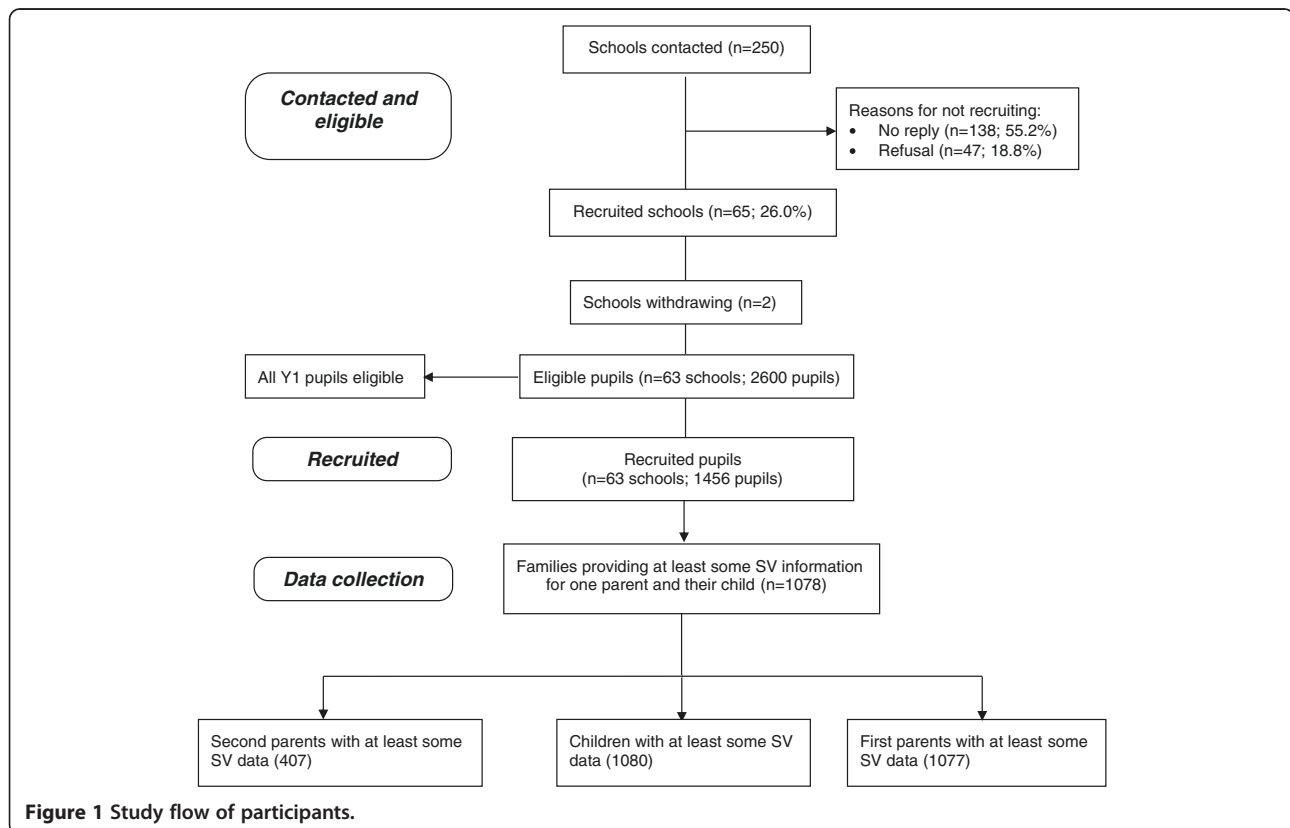 Schools contacted (n=250)
Contacted and
eligible
Reasons for not recruiting:
• No reply (n=138; 55.2%)
• Refusal (n=47; 18.8%)
Recruited schools (n=65; 26.0%)
Schools withdrawing (n=2)
All Y1 pupils eligible
Eligible pupils (n=63 schools; 2600 pupils)
Recruited
Recruited pupils
(n=63 schools; 1456 pupils)
Data collection
Families providing at least some SV information
for one parent and their child (n=1078)
Second parents with at least some
SV data (407)
Children with at least some SV
data (1080)
First parents with at least some
SV data (1077)
Figure 1 Study flow of participants.